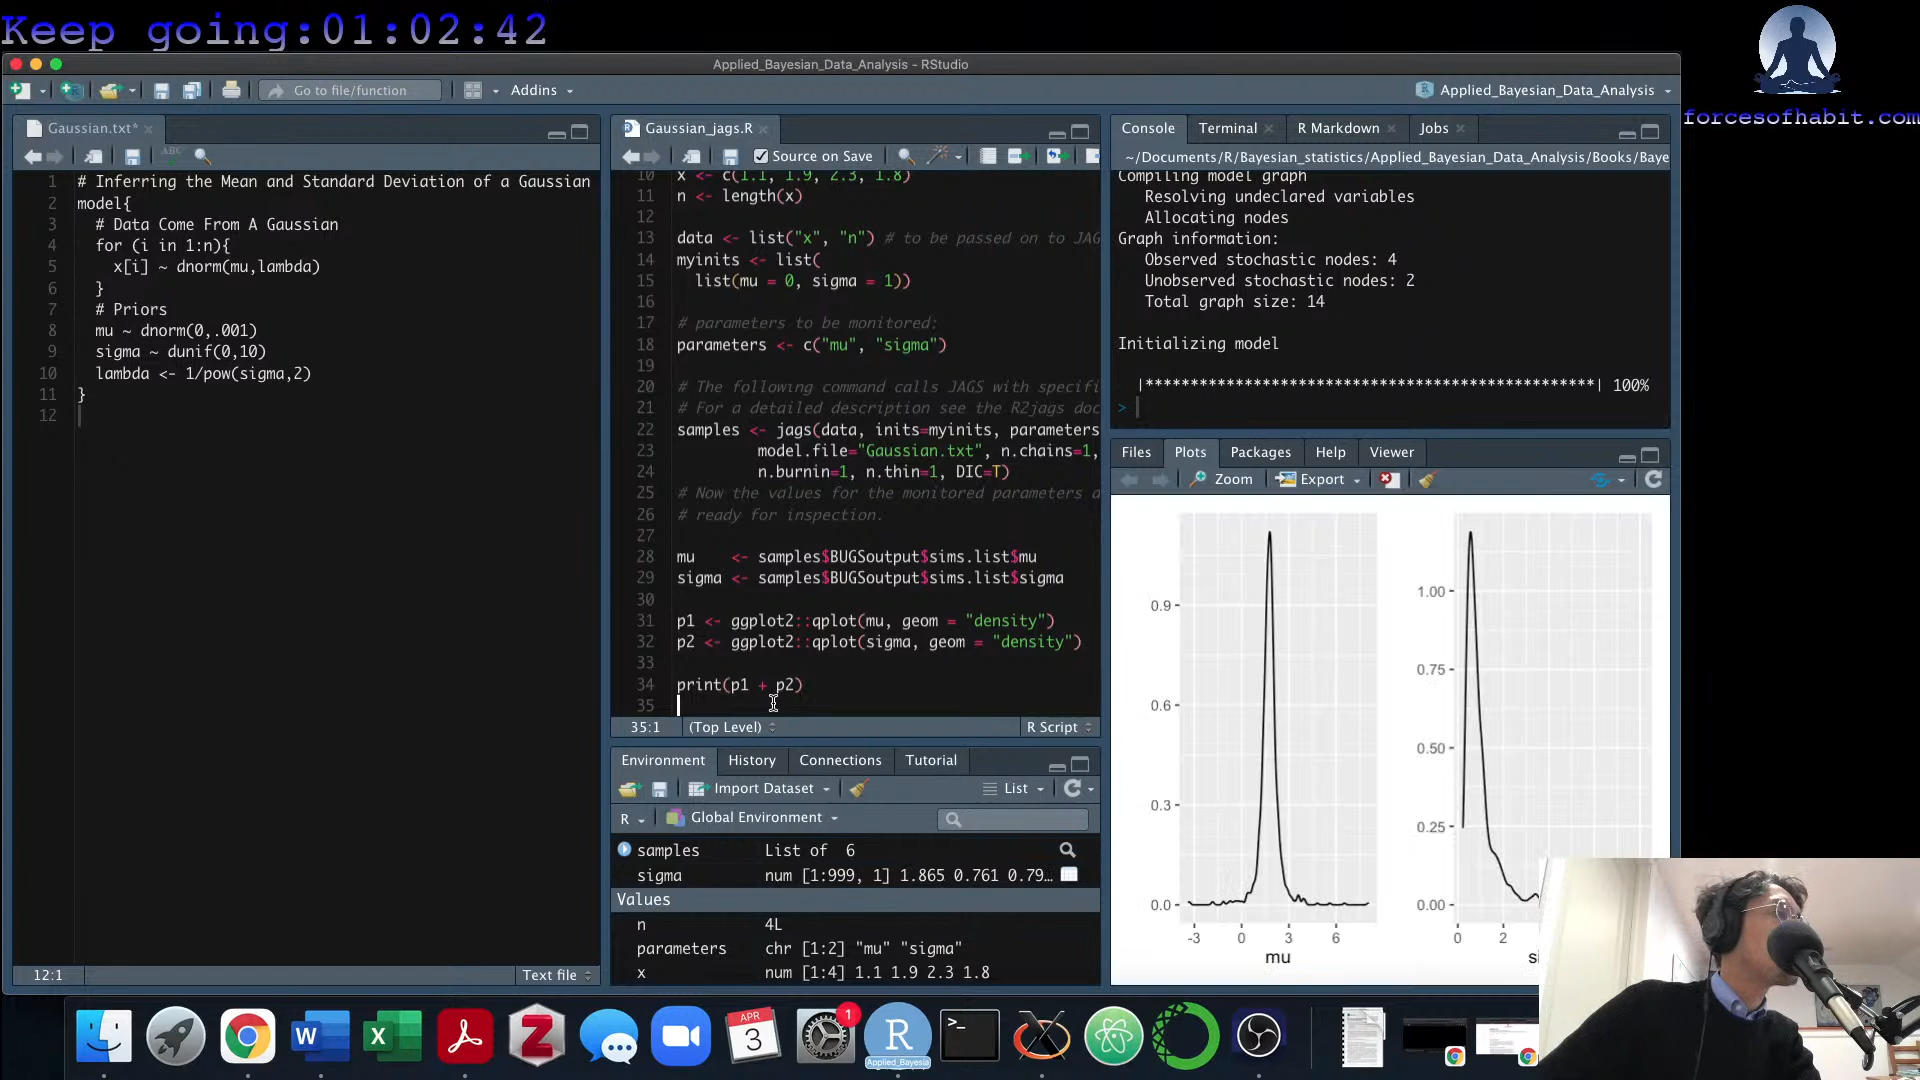 Keep going:01:02:42
forcesofhabit.com
Applied_Bayesian_Data_Analysis - RStudio
Go to file/function
Addins
Applied_Bayesian_Data_Analysis
Gaussian.txt*
ABC
1 # Inferring the Mean and Standard Deviation of a Gaussian
2 model{
3 # Data Come From A Gaussian
4 for (i in 1:n){
5 x[i] ~ dnorm(mu,lambda)
6 }
7 # Priors
8 mu ~ dnorm(0,.001)
9 sigma ~ dunif(0,10)
10 lambda <- 1/pow(sigma,2)
11 }
12
12:1
Text file
Gaussian_jags.R
Source on Save
10 x <- c(1.1, 1.9, 2.3, 1.8)
11 n <- length(x)
12
13 data <- list("x", "n") # to be passed on to JAG
14 myinits <- list(
15 list(mu = 0, sigma = 1))
16
17 # parameters to be monitored:
18 parameters <- c("mu", "sigma")
19
20 # The following command calls JAGS with specifi
21 # For a detailed description see the R2jags doc
22 samples <- jags(data, inits=myinits, parameters
23 model.file="Gaussian.txt", n.chains=1,
24 n.burnin=1, n.thin=1, DIC=T)
25 # Now the values for the monitored parameters a
26 # ready for inspection.
27
28 mu <- samples$BUGSoutput$sims.list$mu
29 sigma <- samples$BUGSoutput$sims.list$sigma
30
31 p1 <- ggplot2::qplot(mu, geom = "density")
32 p2 <- ggplot2::qplot(sigma, geom = "density")
33
34 print(p1 + p2)
35
35:1 (Top Level)
R Script
Environment History Connections Tutorial
Import Dataset
List
R
Global Environment
samples List of 6
sigma num [1:999, 1] 1.865 0.761 0.79…
Values
n 4L
parameters chr [1:2] "mu" "sigma"
x num [1:4] 1.1 1.9 2.3 1.8
Console Terminal R Markdown Jobs
~/Documents/R/Bayesian_statistics/Applied_Bayesian_Data_Analysis/Books/Baye
Compiling model graph
Resolving undeclared variables
Allocating nodes
Graph information:
Observed stochastic nodes: 4
Unobserved stochastic nodes: 2
Total graph size: 14
Initializing model
|**************************************************| 100%
>
Files Plots Packages Help Viewer
Zoom
Export
0.9
0.6
0.3
0.0
-3 0 3 6
mu
1.00
0.75
0.50
0.25
0.00
0 2
si
W
X
Z
APR
3
1
R
Applied_Bayesia
>_